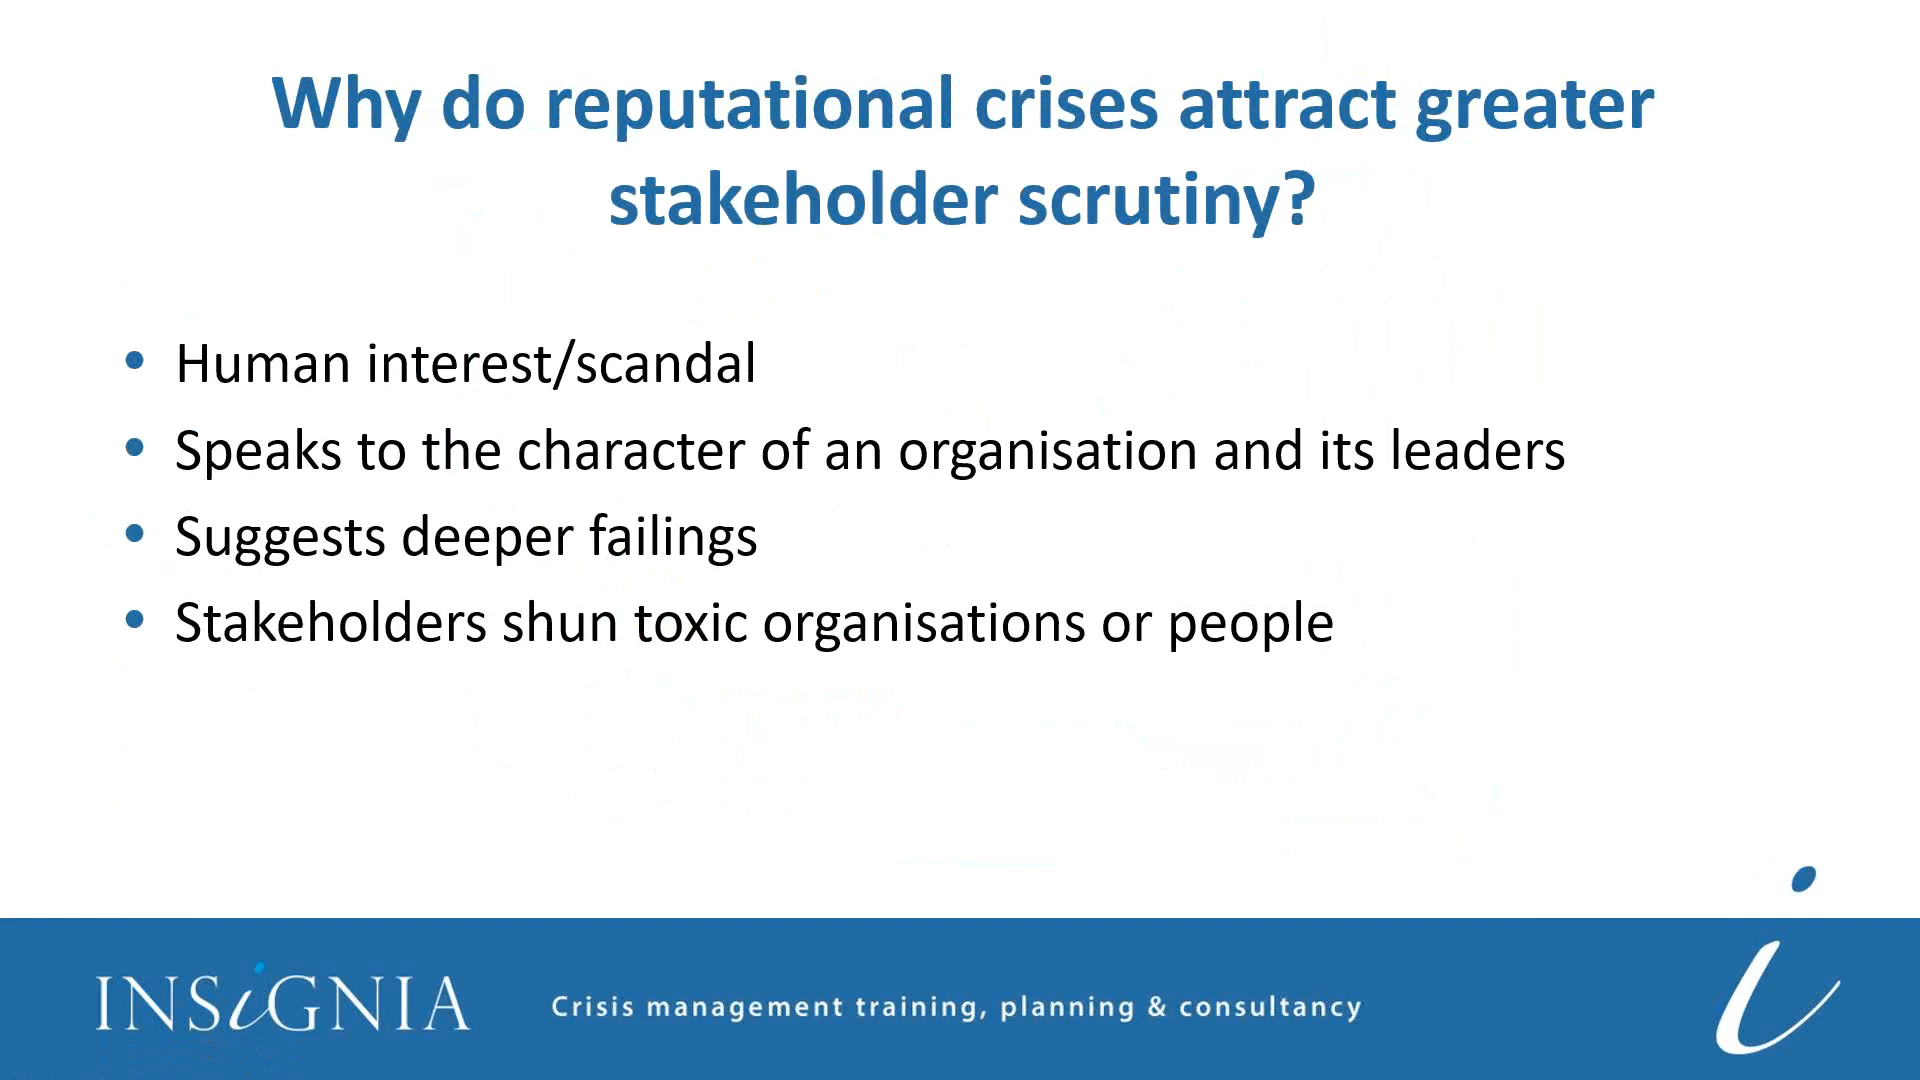 Why do reputational crises attract greater
stakeholder scrutiny?
• Human interest/scandal
• Speaks to the character of an organisation and its leaders
• Suggests deeper failings
• Stakeholders shun toxic organisations or people
INSiGNIA
Crisis management training, planning & consultancy
i